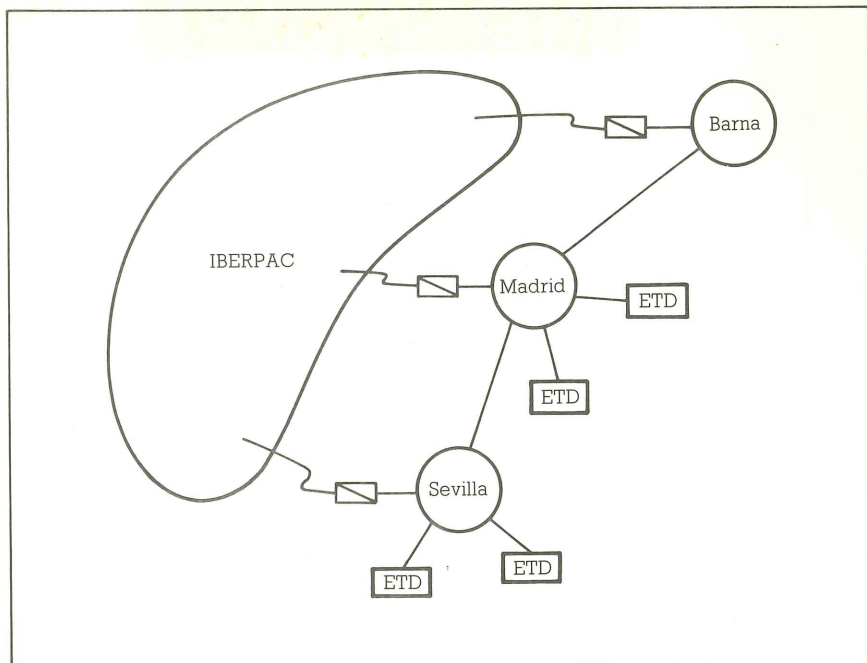 Barna
IBERPAC
Madrid
ETD
ETD
Sevilla
ETD
ETD